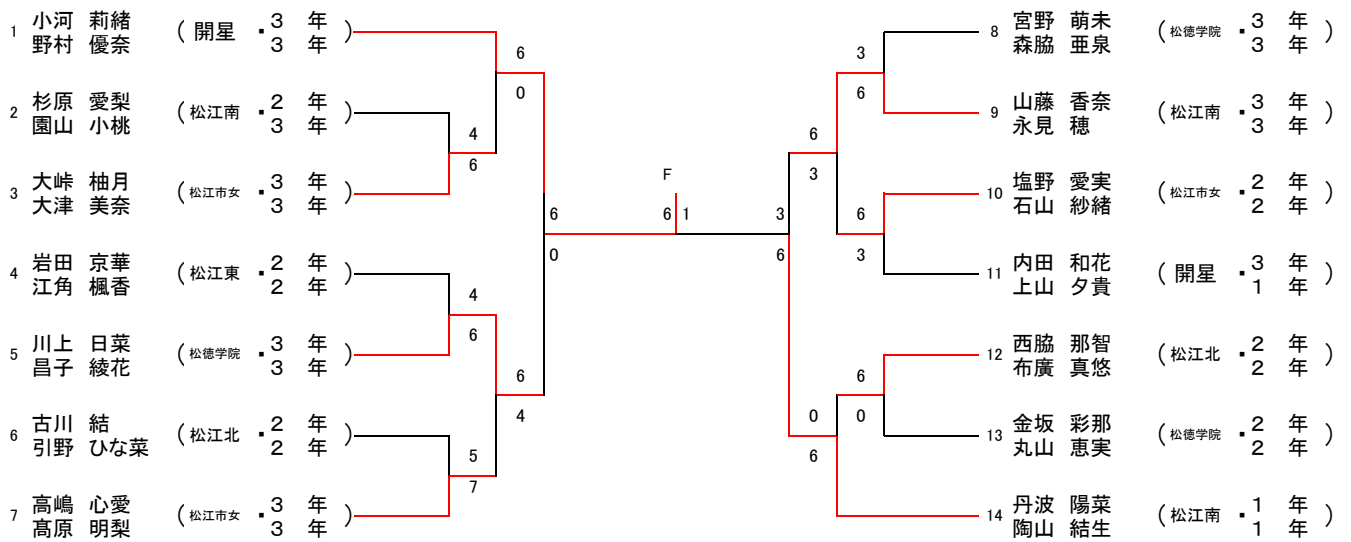 1 小河 莉緒 野村 優奈 ( 開星 ・ 3 年 3 年 )
2 杉原 愛梨 園山 小桃 ( 松江南 ・ 2 年 3 年 )
3 大峠 柚月 大津 美奈 ( 松江市女 ・ 3 年 3 年 )
4 岩田 京華 江角 楓香 ( 松江東 ・ 2 年 2 年 )
5 川上 日菜 昌子 綾花 ( 松徳学院 ・ 3 年 3 年 )
6 古川 結 引野 ひな菜 ( 松江北 ・ 2 年 2 年 )
7 高嶋 心愛 髙原 明梨 ( 松江市女 ・ 3 年 3 年 )
6
0
4
6
6
0
4
6
6
4
5
7
F
6 1
3
6
3
6
6
3
6
3
6
0
0
6
8 宮野 萌未 森脇 亜泉 ( 松徳学院 ・ 3 年 3 年 )
9 山藤 香奈 永見 穂 ( 松江南 ・ 3 年 3 年 )
10 塩野 愛実 石山 紗緒 ( 松江市女 ・ 2 年 2 年 )
11 内田 和花 上山 夕貴 ( 開星 ・ 3 年 1 年 )
12 西脇 那智 布廣 真悠 ( 松江北 ・ 2 年 2 年 )
13 金坂 彩那 丸山 恵実 ( 松徳学院 ・ 2 年 2 年 )
14 丹波 陽菜 陶山 結生 ( 松江南 ・ 1 年 1 年 )